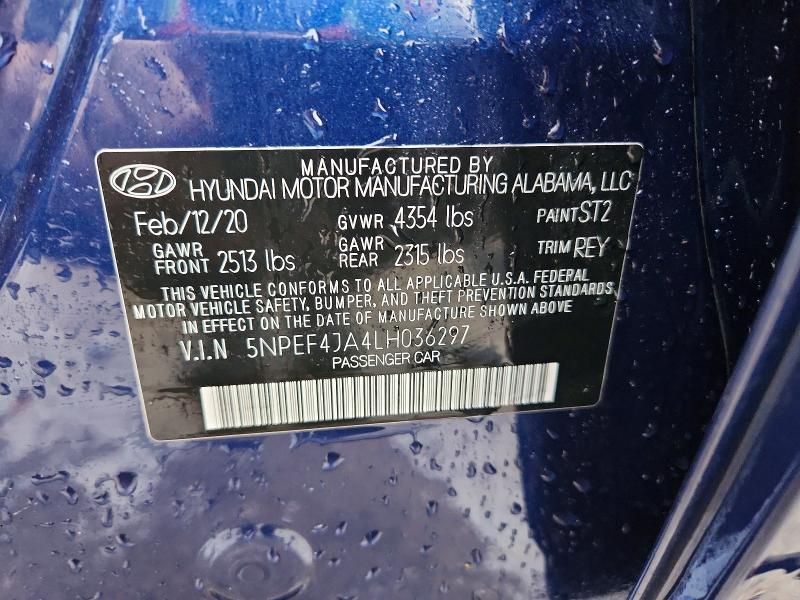 MANUFACTURED BY
HYUNDAI MOTOR MANUFACTURING ALABAMA, LLC
Feb/12/20 GVWR 4354 lbs PAINT ST2
GAWR FRONT 2513 lbs GAWR REAR 2315 lbs TRIM REY
THIS VEHICLE CONFORMS TO ALL APPLICABLE U.S.A. FEDERAL
MOTOR VEHICLE SAFETY, BUMPER, AND THEFT PREVENTION STANDARDS
IN EFFECT ON THE DATE OF MANUFACTURE SHOWN ABOVE
V.I.N 5NPEF4JA4LH036297
PASSENGER CAR